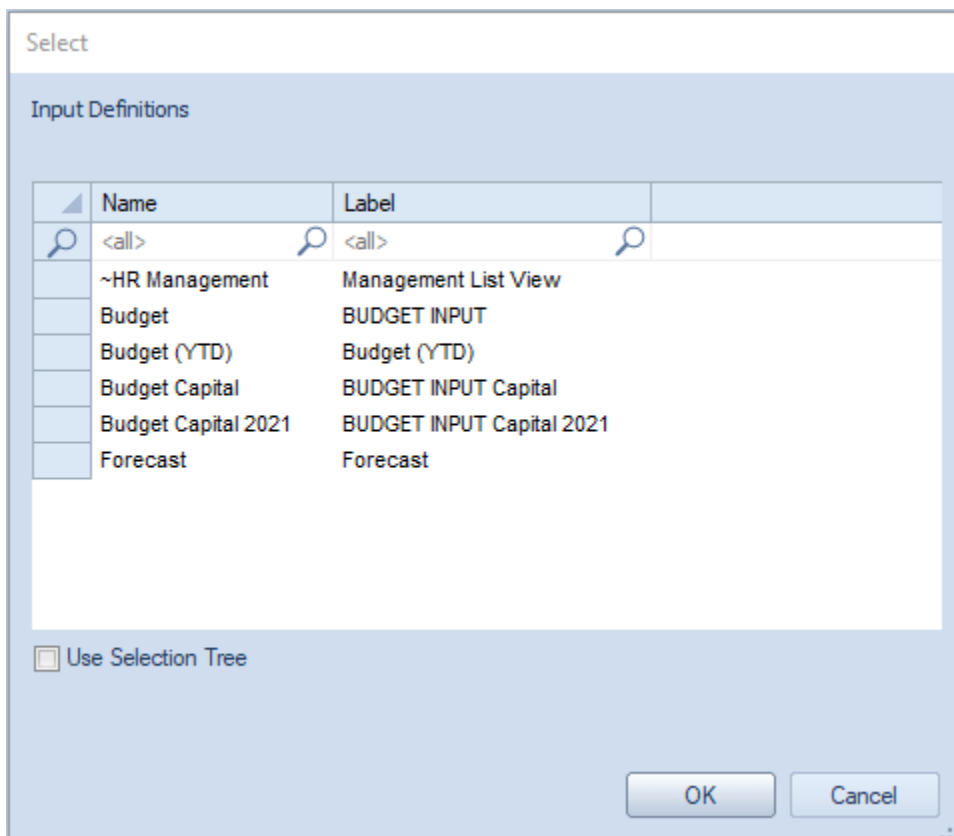 Select
Input Definitions
Name Label
<all> <all>
~HR Management Management List View
Budget BUDGET INPUT
Budget (YTD) Budget (YTD)
Budget Capital BUDGET INPUT Capital
Budget Capital 2021 BUDGET INPUT Capital 2021
Forecast Forecast
Use Selection Tree
OK Cancel